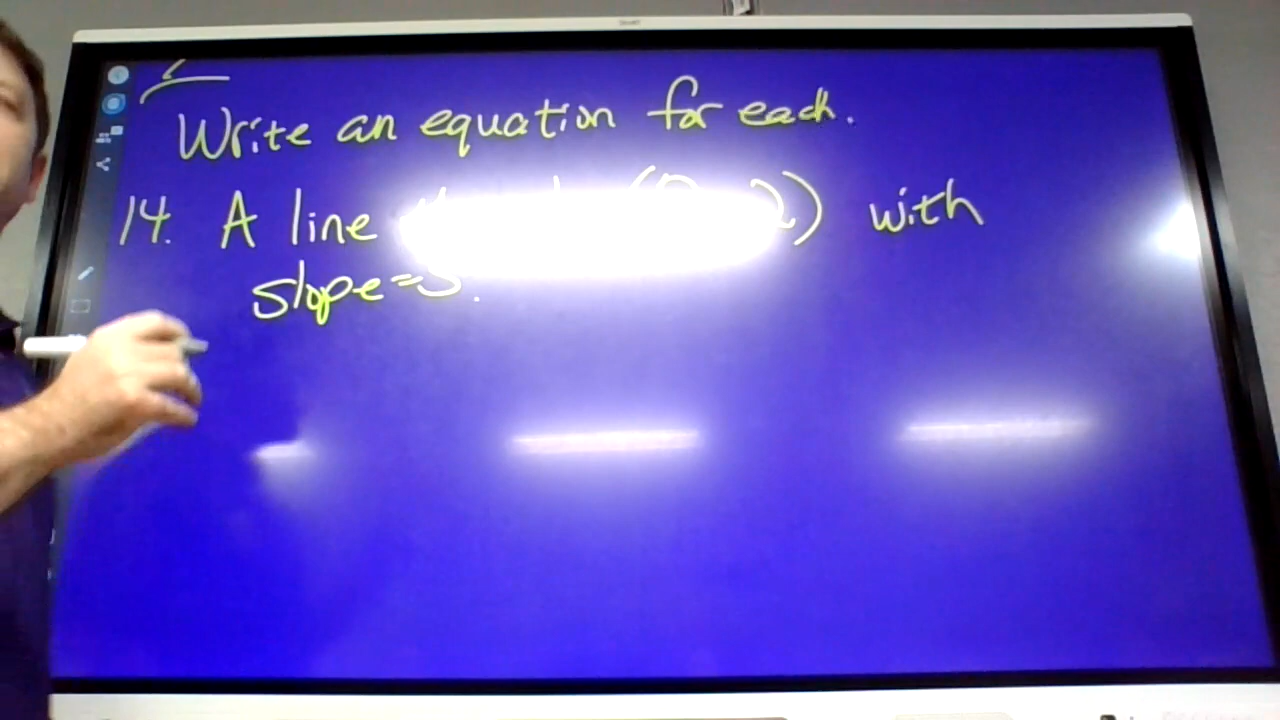 Write an equation for each.
14. A line with
slope =